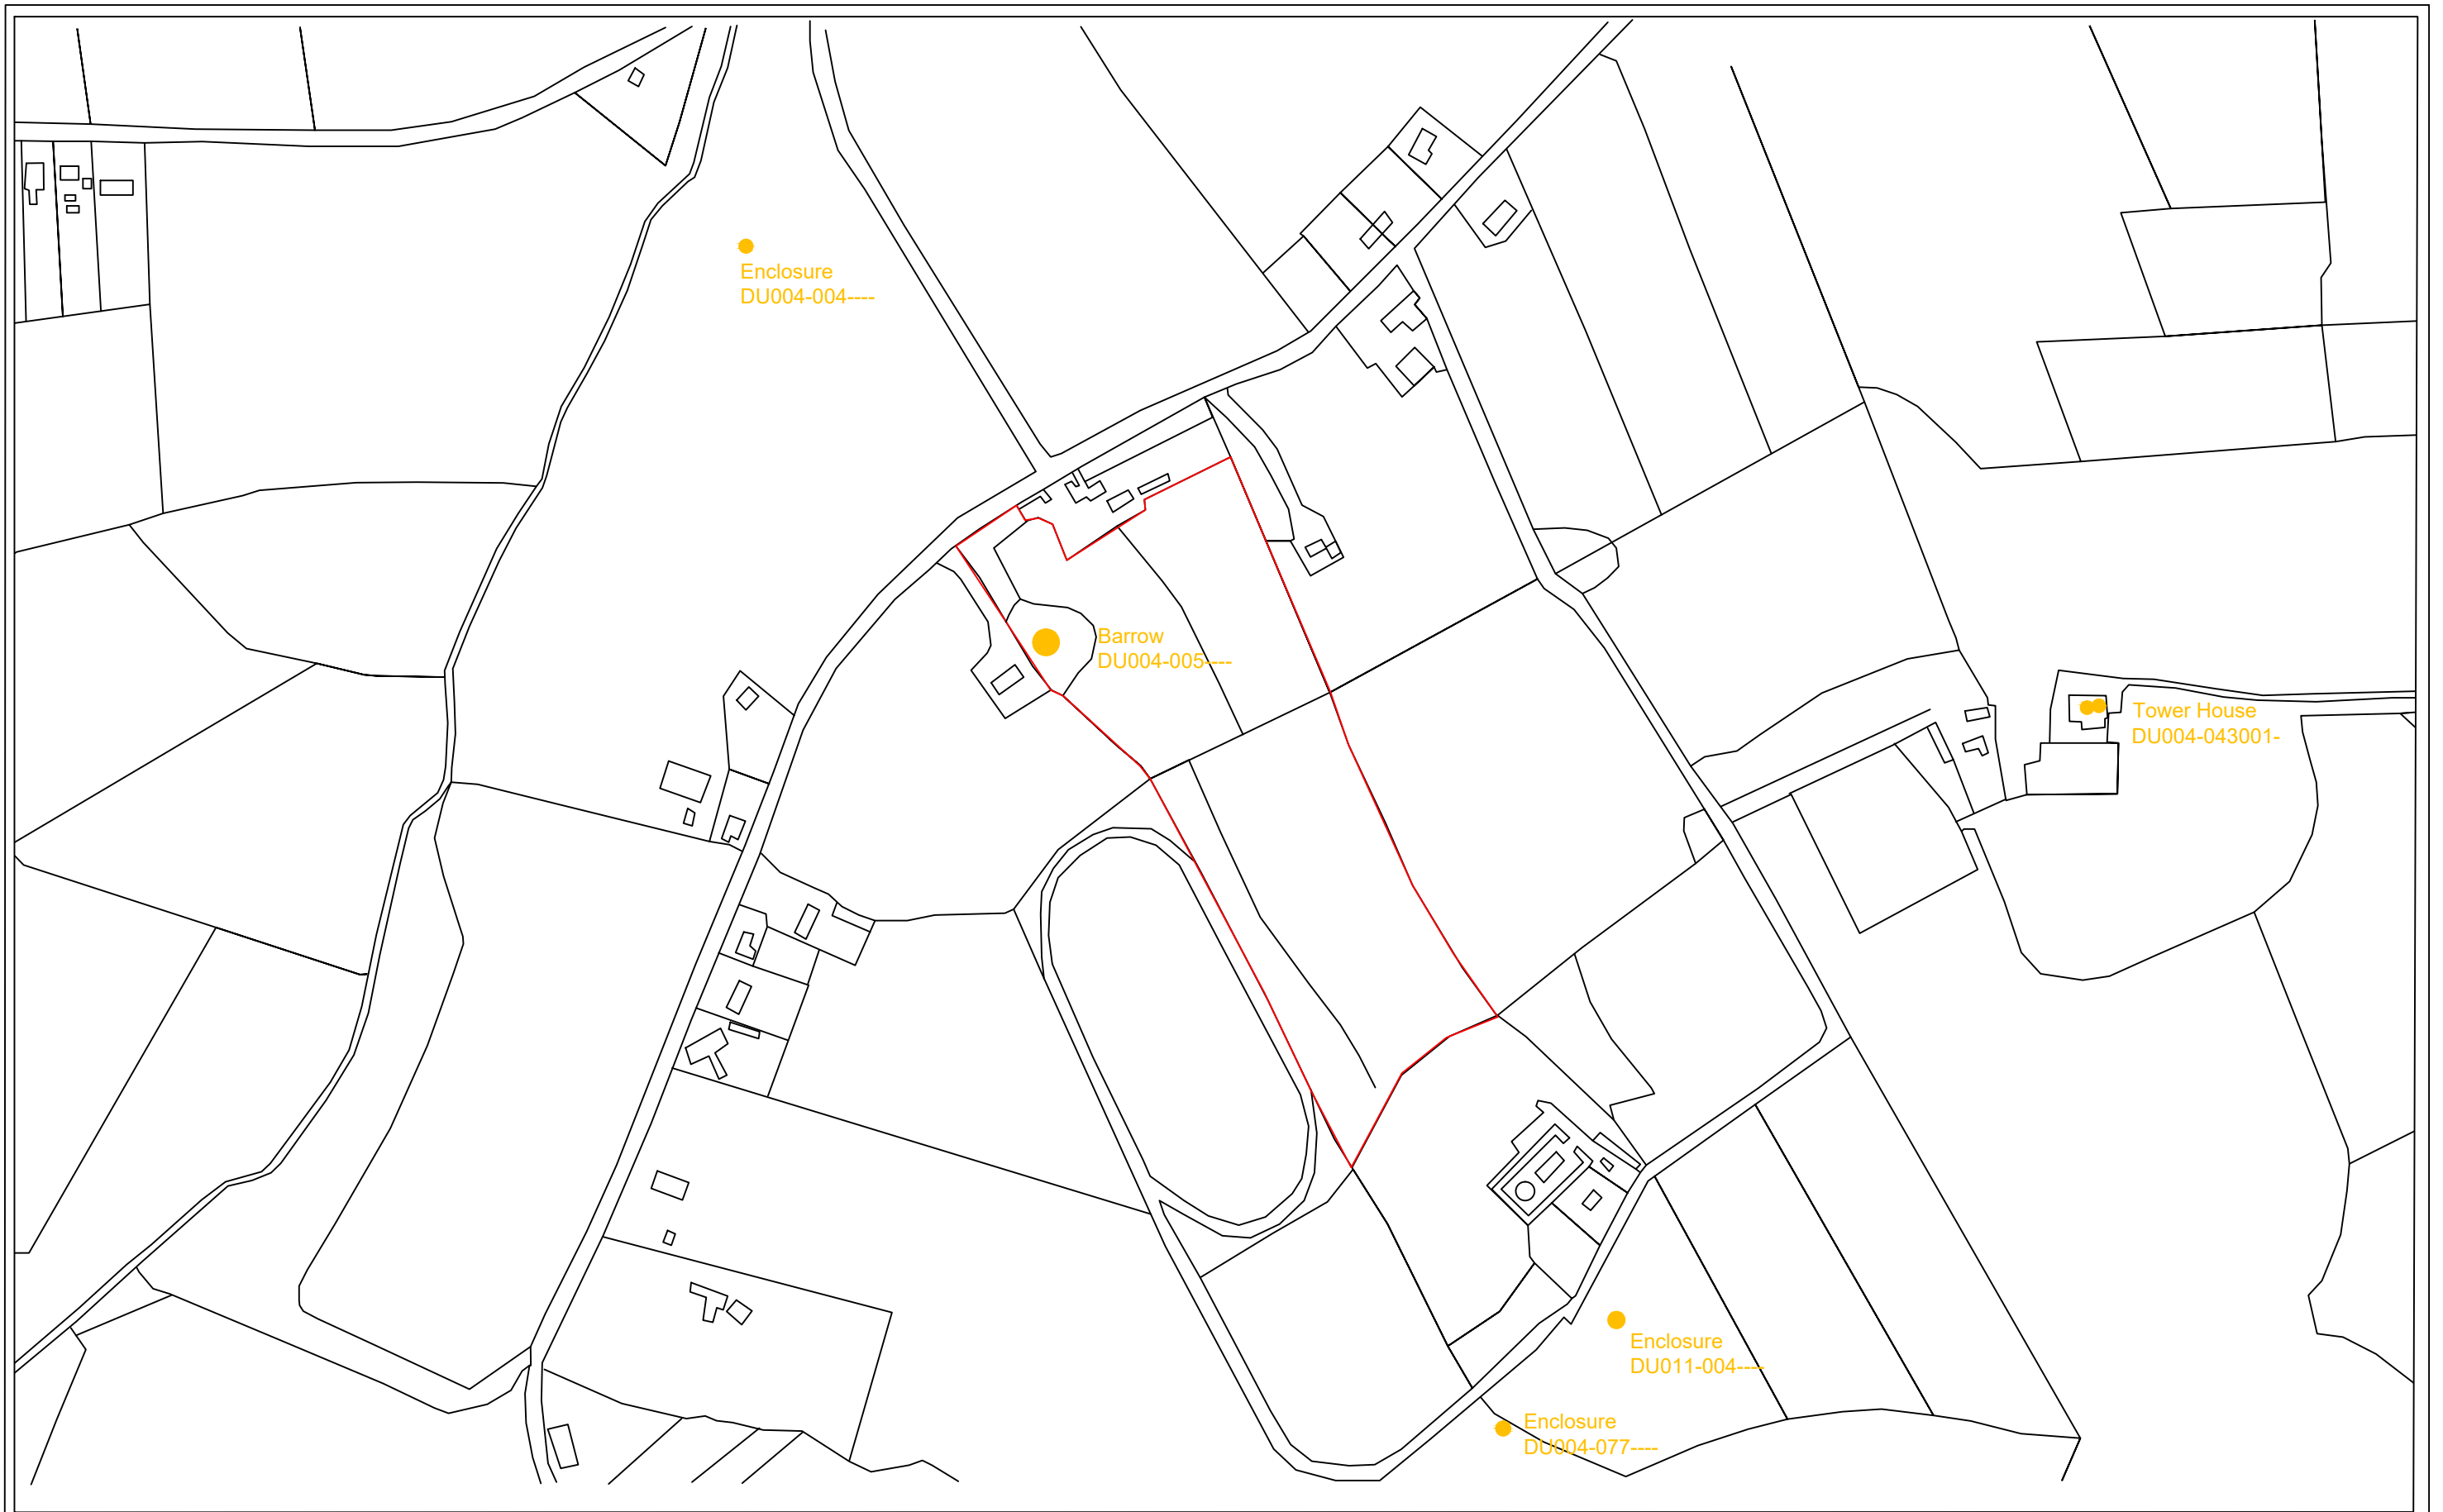 Enclosure
DU004-004----
Barrow
DU004-005----
Tower House
DU004-043001-
Enclosure
DU011-004----
Enclosure
DU004-077----